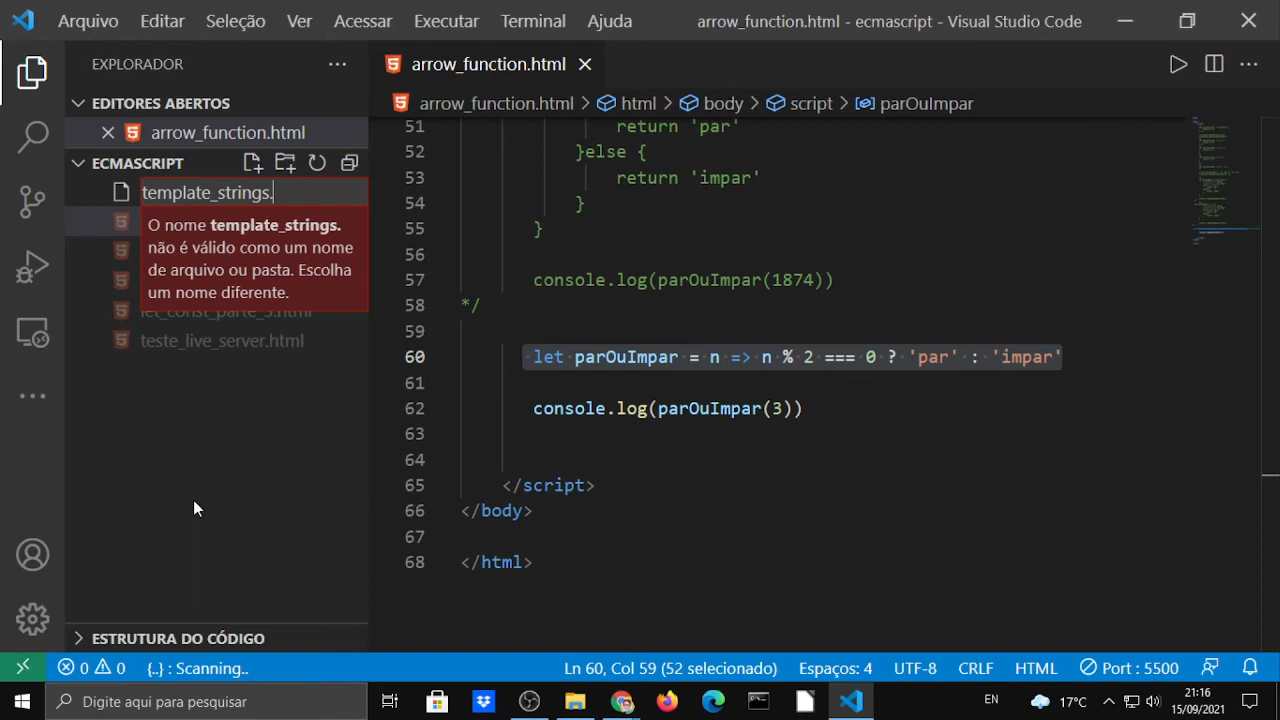 Arquivo Editar Seleção Ver Acessar Executar Terminal Ajuda arrow_function.html - ecmascript - Visual Studio Code
EXPLORADOR
EDITORES ABERTOS
arrow_function.html
ECMASCRIPT
template_strings.
O nome template_strings.
não é válido como um nome
de arquivo ou pasta. Escolha
um nome diferente.
let_const_parte_3.html
teste_live_server.html
ESTRUTURA DO CÓDIGO
arrow_function.html
arrow_function.html > html > body > script > parOuImpar
51 return 'par'
52 }else {
53 return 'impar'
54 }
55 }
56
57 console.log(parOuImpar(1874))
58 */
59
60 let parOuImpar = n => n % 2 === 0 ? 'par' : 'impar'
61
62 console.log(parOuImpar(3))
63
64
65 </script>
66 </body>
67
68 </html>
0 0 {..} : Scanning.. Ln 60, Col 59 (52 selecionado) Espaços: 4 UTF-8 CRLF HTML Port : 5500
Digite aqui para pesquisar EN 17°C 21:16
15/09/2021